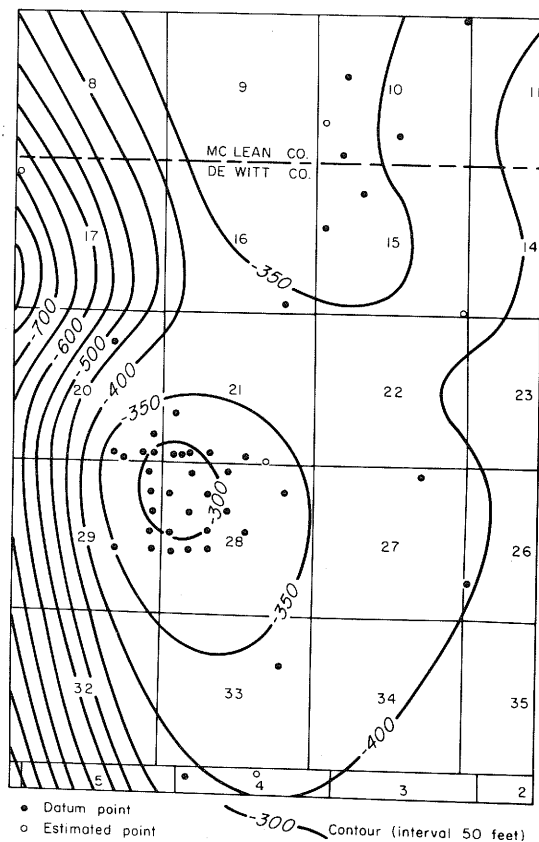 8 9 10 11
MC LEAN CO.
DE WITT CO.
17 16 15 14
-350
-700
-600
-500
-400
20 21 22 23
-350
-300
29 28 27 26
-350
32 33 34 35
-400
5 4 3 2
Datum point
Estimated point
-300
Contour (interval 50 feet)